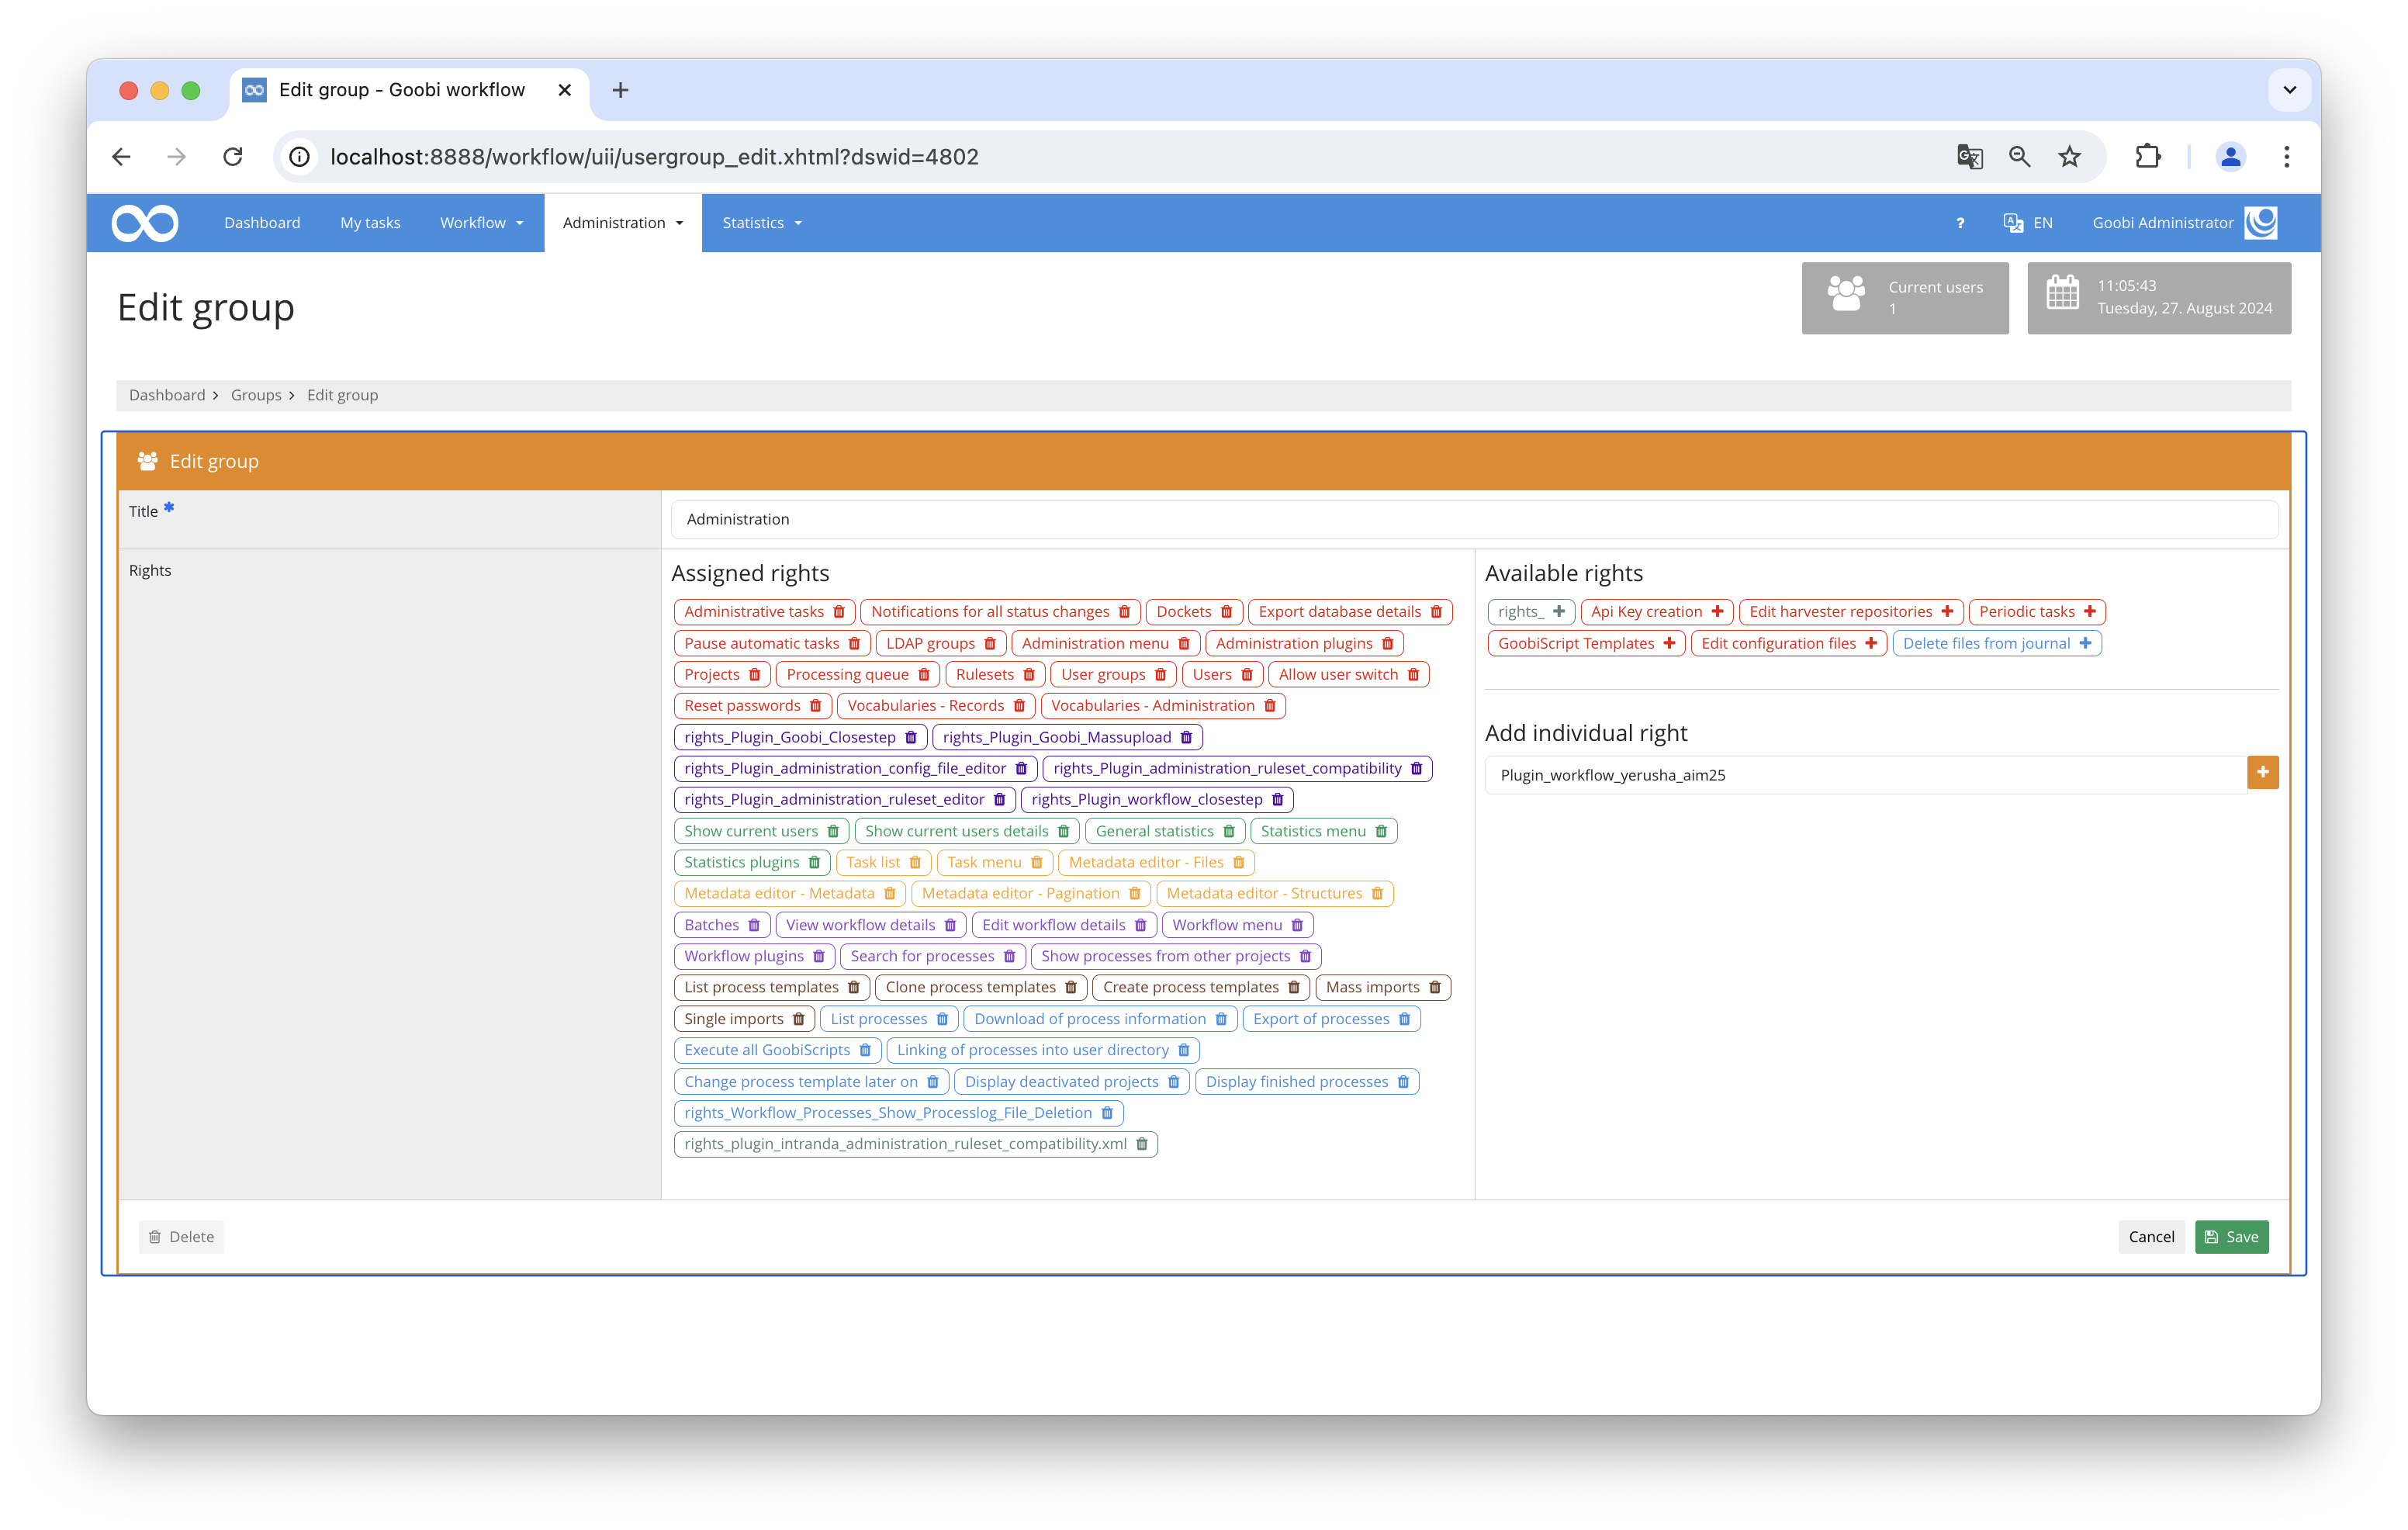 Edit group - Goobi workflow
localhost:8888/workflow/uii/usergroup_edit.xhtml?dswid=4802
Dashboard My tasks Workflow Administration Statistics ? EN Goobi Administrator
Edit group
Current users
1
11:05:43
Tuesday, 27. August 2024
Dashboard > Groups > Edit group
Edit group
Title *
Administration
Rights
Assigned rights
Administrative tasks Notifications for all status changes Dockets Export database details
Pause automatic tasks LDAP groups Administration menu Administration plugins
Projects Processing queue Rulesets User groups Users Allow user switch
Reset passwords Vocabularies - Records Vocabularies - Administration
rights_Plugin_Goobi_Closestep rights_Plugin_Goobi_Massupload
rights_Plugin_administration_config_file_editor rights_Plugin_administration_ruleset_compatibility
rights_Plugin_administration_ruleset_editor rights_Plugin_workflow_closestep
Show current users Show current users details General statistics Statistics menu
Statistics plugins Task list Task menu Metadata editor - Files
Metadata editor - Metadata Metadata editor - Pagination Metadata editor - Structures
Batches View workflow details Edit workflow details Workflow menu
Workflow plugins Search for processes Show processes from other projects
List process templates Clone process templates Create process templates Mass imports
Single imports List processes Download of process information Export of processes
Execute all GoobiScripts Linking of processes into user directory
Change process template later on Display deactivated projects Display finished processes
rights_Workflow_Processes_Show_Processlog_File_Deletion
rights_plugin_intranda_administration_ruleset_compatibility.xml
Available rights
rights_ Api Key creation Edit harvester repositories Periodic tasks
GoobiScript Templates Edit configuration files Delete files from journal
Add individual right
Plugin_workflow_yerusha_aim25
Delete
Cancel Save